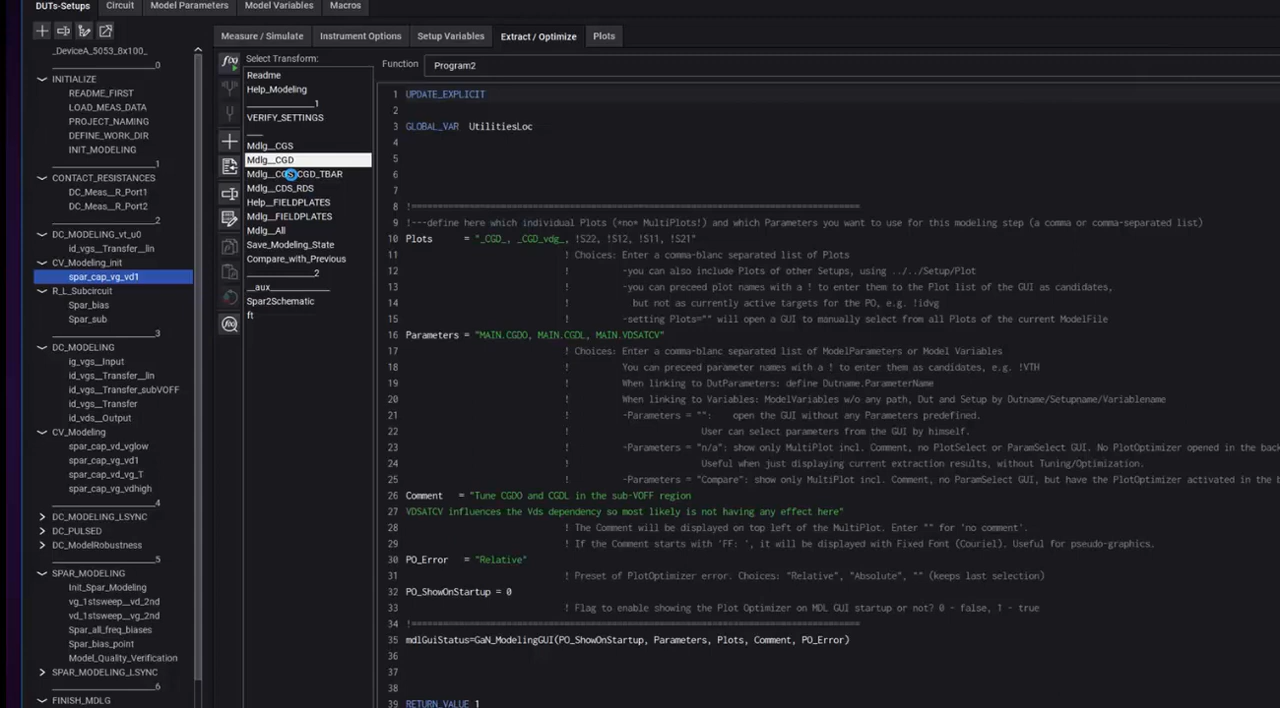 DUTs-Setups Circuit Model Parameters Model Variables Macros
_DeviceA_5053_8x100_
____________________0
INITIALIZE
README_FIRST
LOAD_MEAS_DATA
PROJECT_NAMING
DEFINE_WORK_DIR
INIT_MODELING
____________________1
CONTACT_RESISTANCES
DC_Meas__R_Port1
DC_Meas__R_Port2
____________________2
DC_MODELING_vt_u0
id_vgs__Transfer_lin
CV_Modeling_init
spar_cap_vg_vd1
R_L_Subcircuit
Spar_bias
Spar_sub
____________________3
DC_MODELING
ig_vgs__Input
id_vgs__Transfer_lin
id_vgs__Transfer_subVOFF
id_vgs__Transfer
id_vds__Output
CV_Modeling
spar_cap_vd_vglow
spar_cap_vg_vd1
spar_cap_vd_vg_T
spar_cap_vg_vdhigh
____________________4
DC_MODELING_LSYNC
DC_PULSED
DC_ModelRobustness
____________________5
SPAR_MODELING
Init_Spar_Modeling
vg_1stsweep__vd_2nd
vd_1stsweep__vg_2nd
Spar_all_freq_biases
Spar_bias_point
Model_Quality_Verification
SPAR_MODELING_LSYNC
____________________6
FINISH_MDLG
Measure / Simulate Instrument Options Setup Variables Extract / Optimize Plots
Select Transform:
Readme
Help_Modeling
_____________1
VERIFY_SETTINGS
___
Mdlg__CGS
Mdlg__CGD
Mdlg__CGS_CGD_TBAR
Mdlg__CDS_RDS
Help__FIELDPLATES
Mdlg__FIELDPLATES
Mdlg__All
Save_Modeling_State
Compare_with_Previous
_____________2
__aux__________
Spar2Schematic
ft
Function Program2
1 UPDATE_EXPLICIT
2
3 GLOBAL_VAR UtilitiesLoc
4
5
6
7
8 !==========================================================================
9 !---define here which individual Plots (*no* MultiPlots!) and which Parameters you want to use for this modeling step (a comma or comma-separated list)
10 Plots = "_CGD_, _CGD_vdg_, !S22, !S12, !S11, !S21"
11 ! Choices: Enter a comma-blanc separated list of Plots
12 ! -you can also include Plots of other Setups, using ../../Setup/Plot
13 ! -you can preceed plot names with a ! to enter them to the Plot list of the GUI as candidates,
14 ! but not as currently active targets for the PO, e.g. !idvg
15 ! -setting Plots="" will open a GUI to manually select from all Plots of the current ModelFile
16 Parameters = "MAIN.CGDO, MAIN.CGDL, MAIN.VDSATCV"
17 ! Choices: Enter a comma-blanc separated list of ModelParameters or Model Variables
18 ! You can preceed parameter names with a ! to enter them as candidates, e.g. !VTH
19 ! When linking to DutParameters: define Dutname.ParameterName
20 ! When linking to Variables: ModelVariables w/o any path, Dut and Setup by Dutname/Setupname/Variablename
21 ! -Parameters = "": open the GUI without any Parameters predefined.
22 ! User can select parameters from the GUI by himself.
23 ! -Parameters = "n/a": show only MultiPlot incl. Comment, no PlotSelect or ParamSelect GUI. No PlotOptimizer opened in the back
24 ! Useful when just displaying current extraction results, without Tuning/Optimization.
25 ! -Parameters = "Compare": show only MultiPlot incl. Comment, no ParamSelect GUI, but have the PlotOptimizer activated in the b
26 Comment = "Tune CGDO and CGDL in the sub-VOFF region
27 VDSATCV influences the Vds dependency so most likely is not having any effect here"
28 ! The Comment will be displayed on top left of the MultiPlot. Enter "" for 'no comment'.
29 ! If the Comment starts with 'FF: ', it will be displayed with Fixed Font (Couriel). Useful for pseudo-graphics.
30 PO_Error = "Relative"
31 ! Preset of PlotOptimizer error. Choices: "Relative", "Absolute", "" (keeps last selection)
32 PO_ShowOnStartup = 0
33 ! Flag to enable showing the Plot Optimizer on MDL GUI startup or not? 0 - false, 1 - true
34 !==========================================================================
35 mdlGuiStatus=GaN_ModelingGUI(PO_ShowOnStartup, Parameters, Plots, Comment, PO_Error)
36
37
38
39 RETURN_VALUE 1